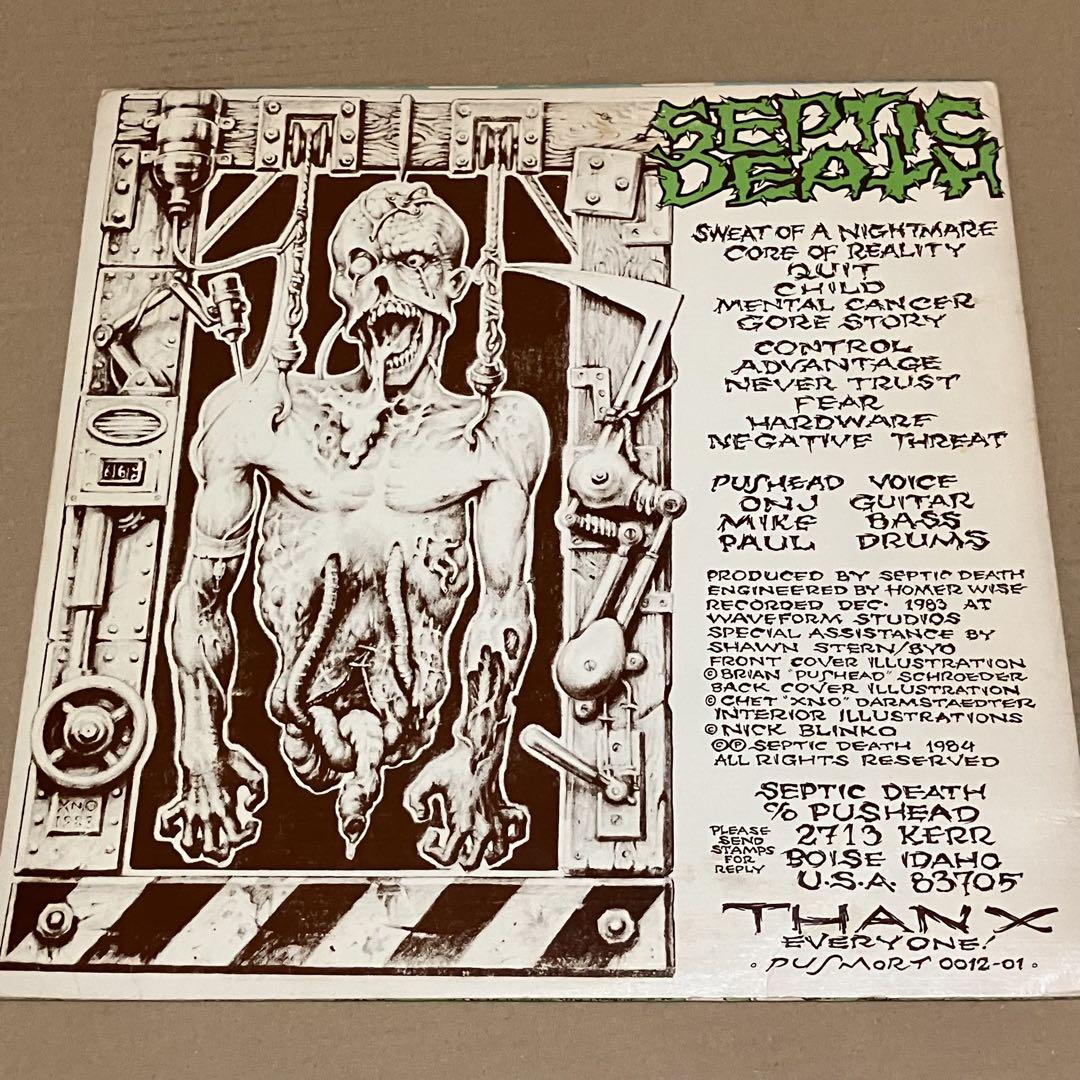 SEPTIC
DEATH
SWEAT OF A NIGHTMARE
CORE OF REALITY
QUIT
CHILD
MENTAL CANCER
GORE STORY
CONTROL
ADVANTAGE
NEVER TRUST
FEAR
HARDWARE
NEGATIVE THREAT
PUSHEAD VOICE
ONJ GUITAR
MIKE BASS
PAUL DRUMS
PRODUCED BY SEPTIC DEATH
ENGINEERED BY HOMER WISE
RECORDED DEC. 1983 AT
WAVEFORM STUDIOS
SPECIAL ASSISTANCE BY
SHAWN STERN/BYO
FRONT COVER ILLUSTRATION
© BRIAN "PUSHEAD" SCHROEDER
BACK COVER ILLUSTRATION
© CHET "XNO" DARMSTAEDTER
INTERIOR ILLUSTRATIONS
© NICK BLINKO
©℗ SEPTIC DEATH 1984
ALL RIGHTS RESERVED
SEPTIC DEATH
c/o PUSHEAD
2713 KERR
BOISE IDAHO
U.S.A. 83705
PLEASE
SEND
STAMPS
FOR
REPLY
THANX
EVERYONE!
· PUSMORT 0012-01 ·
XNO
1983